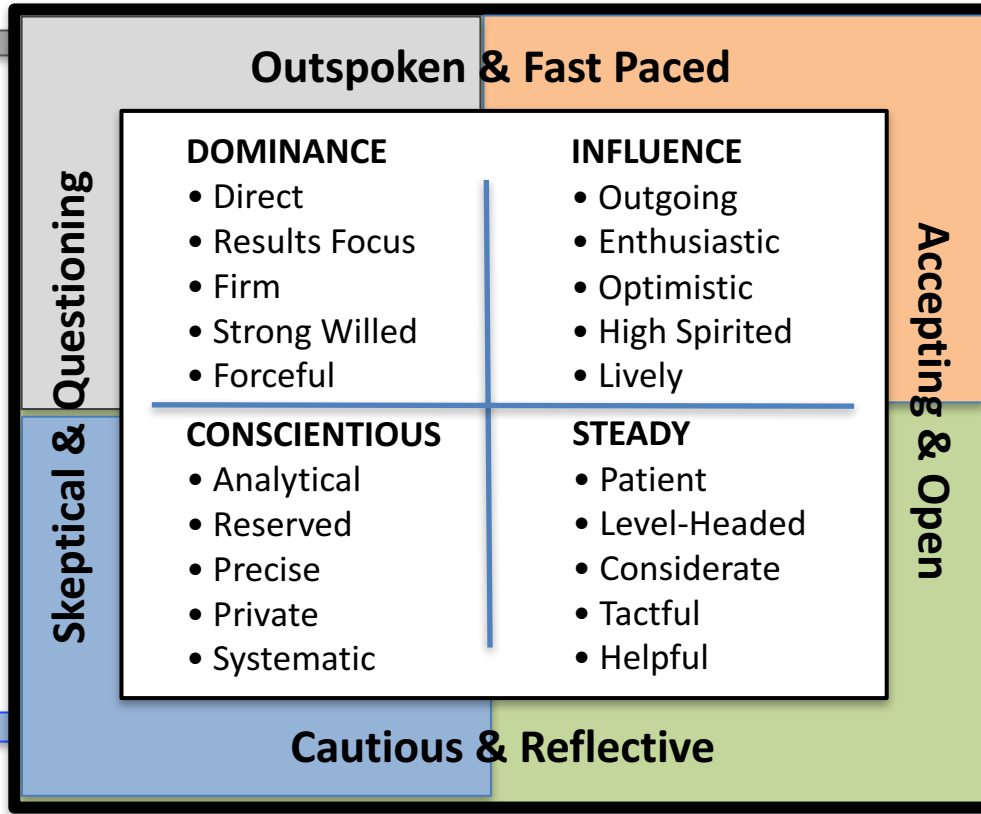 Outspoken & Fast Paced
Skeptical & Questioning
DOMINANCE
• Direct
• Results Focus
• Firm
• Strong Willed
• Forceful
INFLUENCE
• Outgoing
• Enthusiastic
• Optimistic
• High Spirited
• Lively
CONSCIENTIOUS
• Analytical
• Reserved
• Precise
• Private
• Systematic
STEADY
• Patient
• Level-Headed
• Considerate
• Tactful
• Helpful
Accepting & Open
Cautious & Reflective